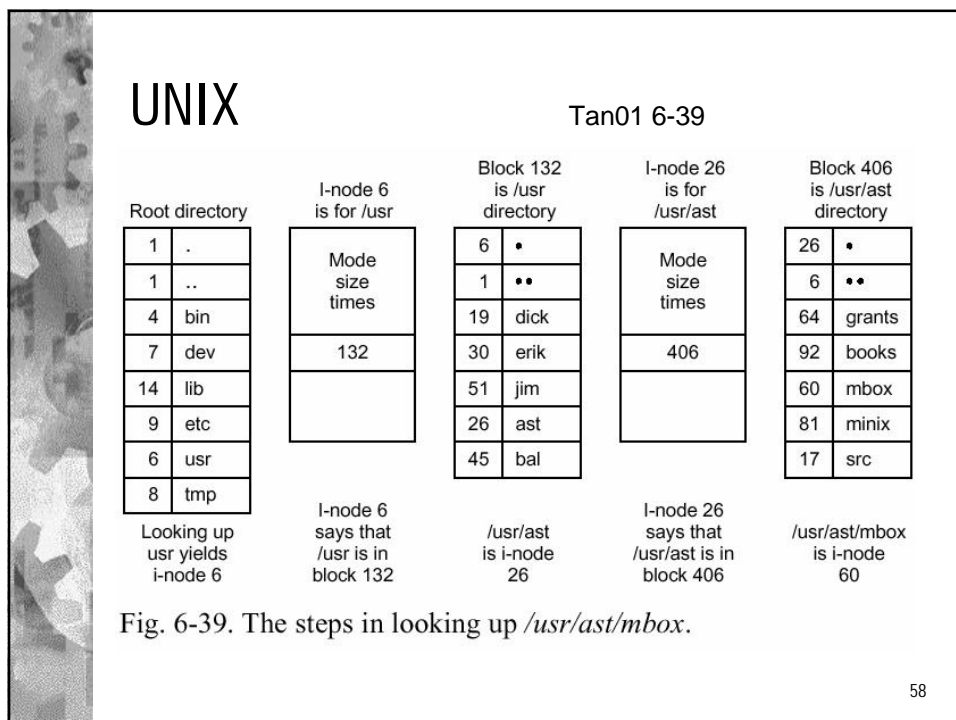 UNIX
Tan01 6-39
Root directory
1 .
1 ..
4 bin
7 dev
14 lib
9 etc
6 usr
8 tmp
Looking up
usr yields
i-node 6
I-node 6
is for /usr
Mode
size
times
132
I-node 6
says that
/usr is in
block 132
Block 132
is /usr
directory
6 •
1 ••
19 dick
30 erik
51 jim
26 ast
45 bal
/usr/ast
is i-node
26
I-node 26
is for
/usr/ast
Mode
size
times
406
I-node 26
says that
/usr/ast is in
block 406
Block 406
is /usr/ast
directory
26 •
6 ••
64 grants
92 books
60 mbox
81 minix
17 src
/usr/ast/mbox
is i-node
60
Fig. 6-39. The steps in looking up /usr/ast/mbox.
58